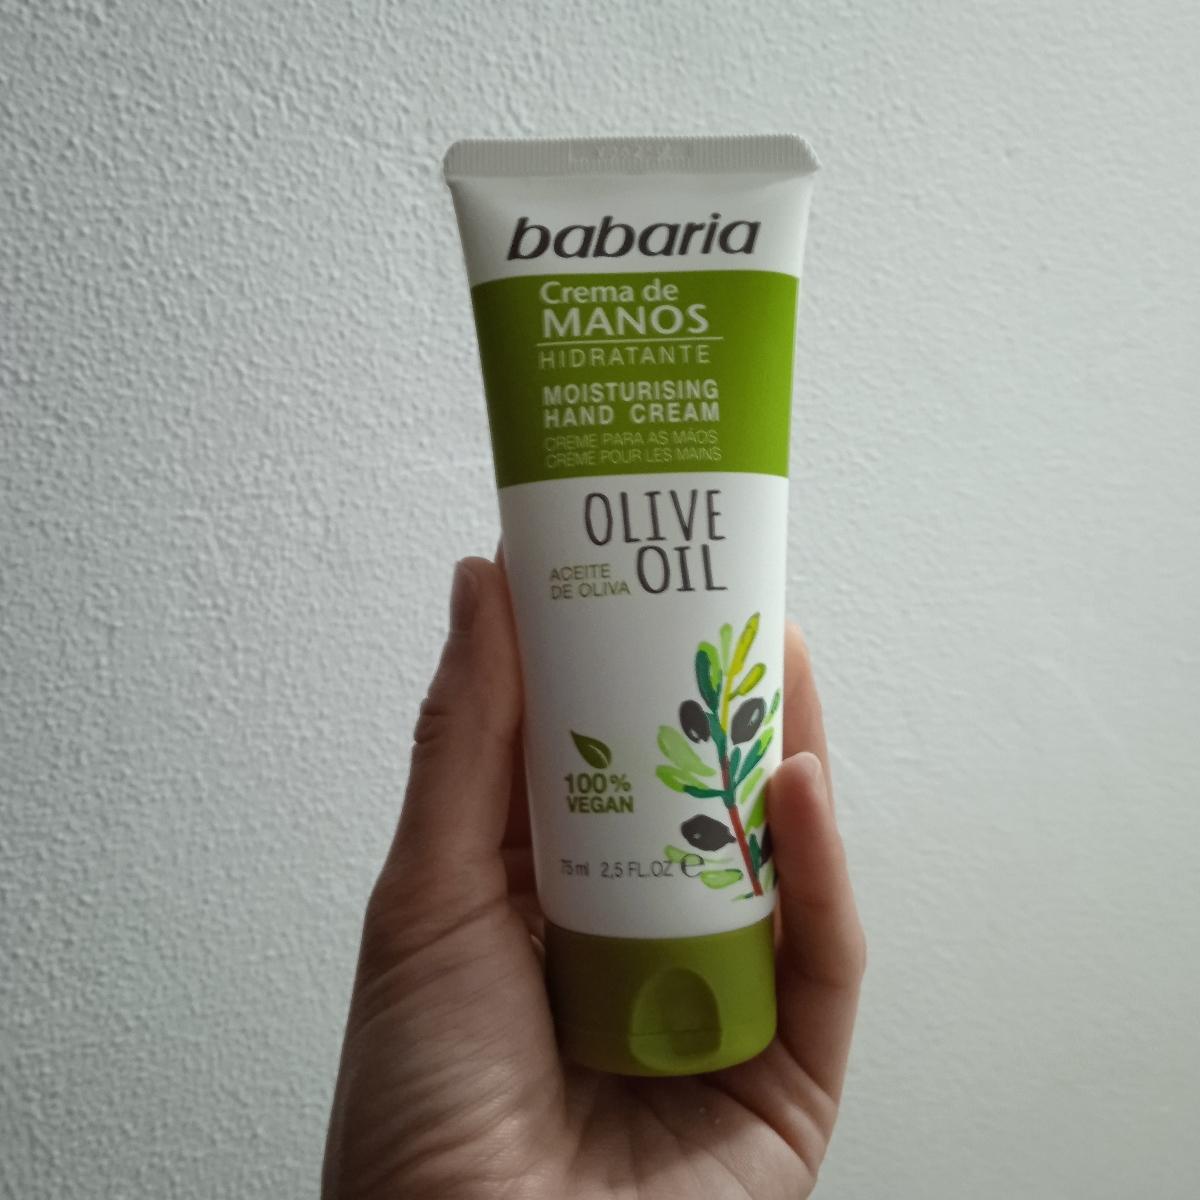 babaria
Crema de
MANOS
HIDRATANTE
MOISTURISING
HAND CREAM
CREME PARA AS MÃOS
CRÈME POUR LES MAINS
OLIVE
OIL
ACEITE
DE OLIVA
100%
VEGAN
75 ml 2,5 FL.OZ ℮